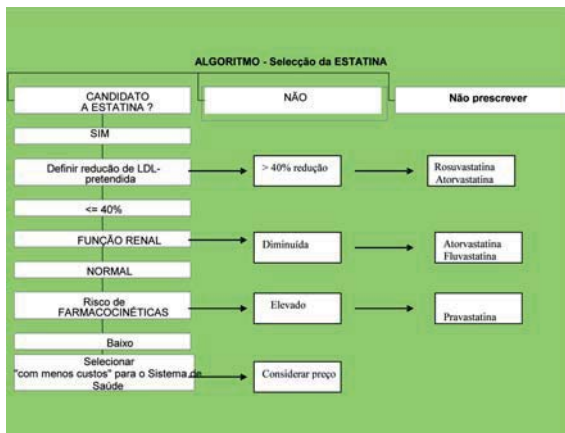 ALGORITMO - Selecção da ESTATINA
CANDIDATO
A ESTATINA ?
NÃO
Não prescrever
SIM
Definir redução de LDL-
pretendida
> 40% redução
Rosuvastatina
Atorvastatina
<= 40%
FUNÇÃO RENAL
Diminuída
Atorvastatina
Fluvastatina
NORMAL
Risco de
FARMACOCINÉTICAS
Elevado
Pravastatina
Baixo
Selecionar
"com menos custos" para o Sistema de
Saúde
Considerar preço